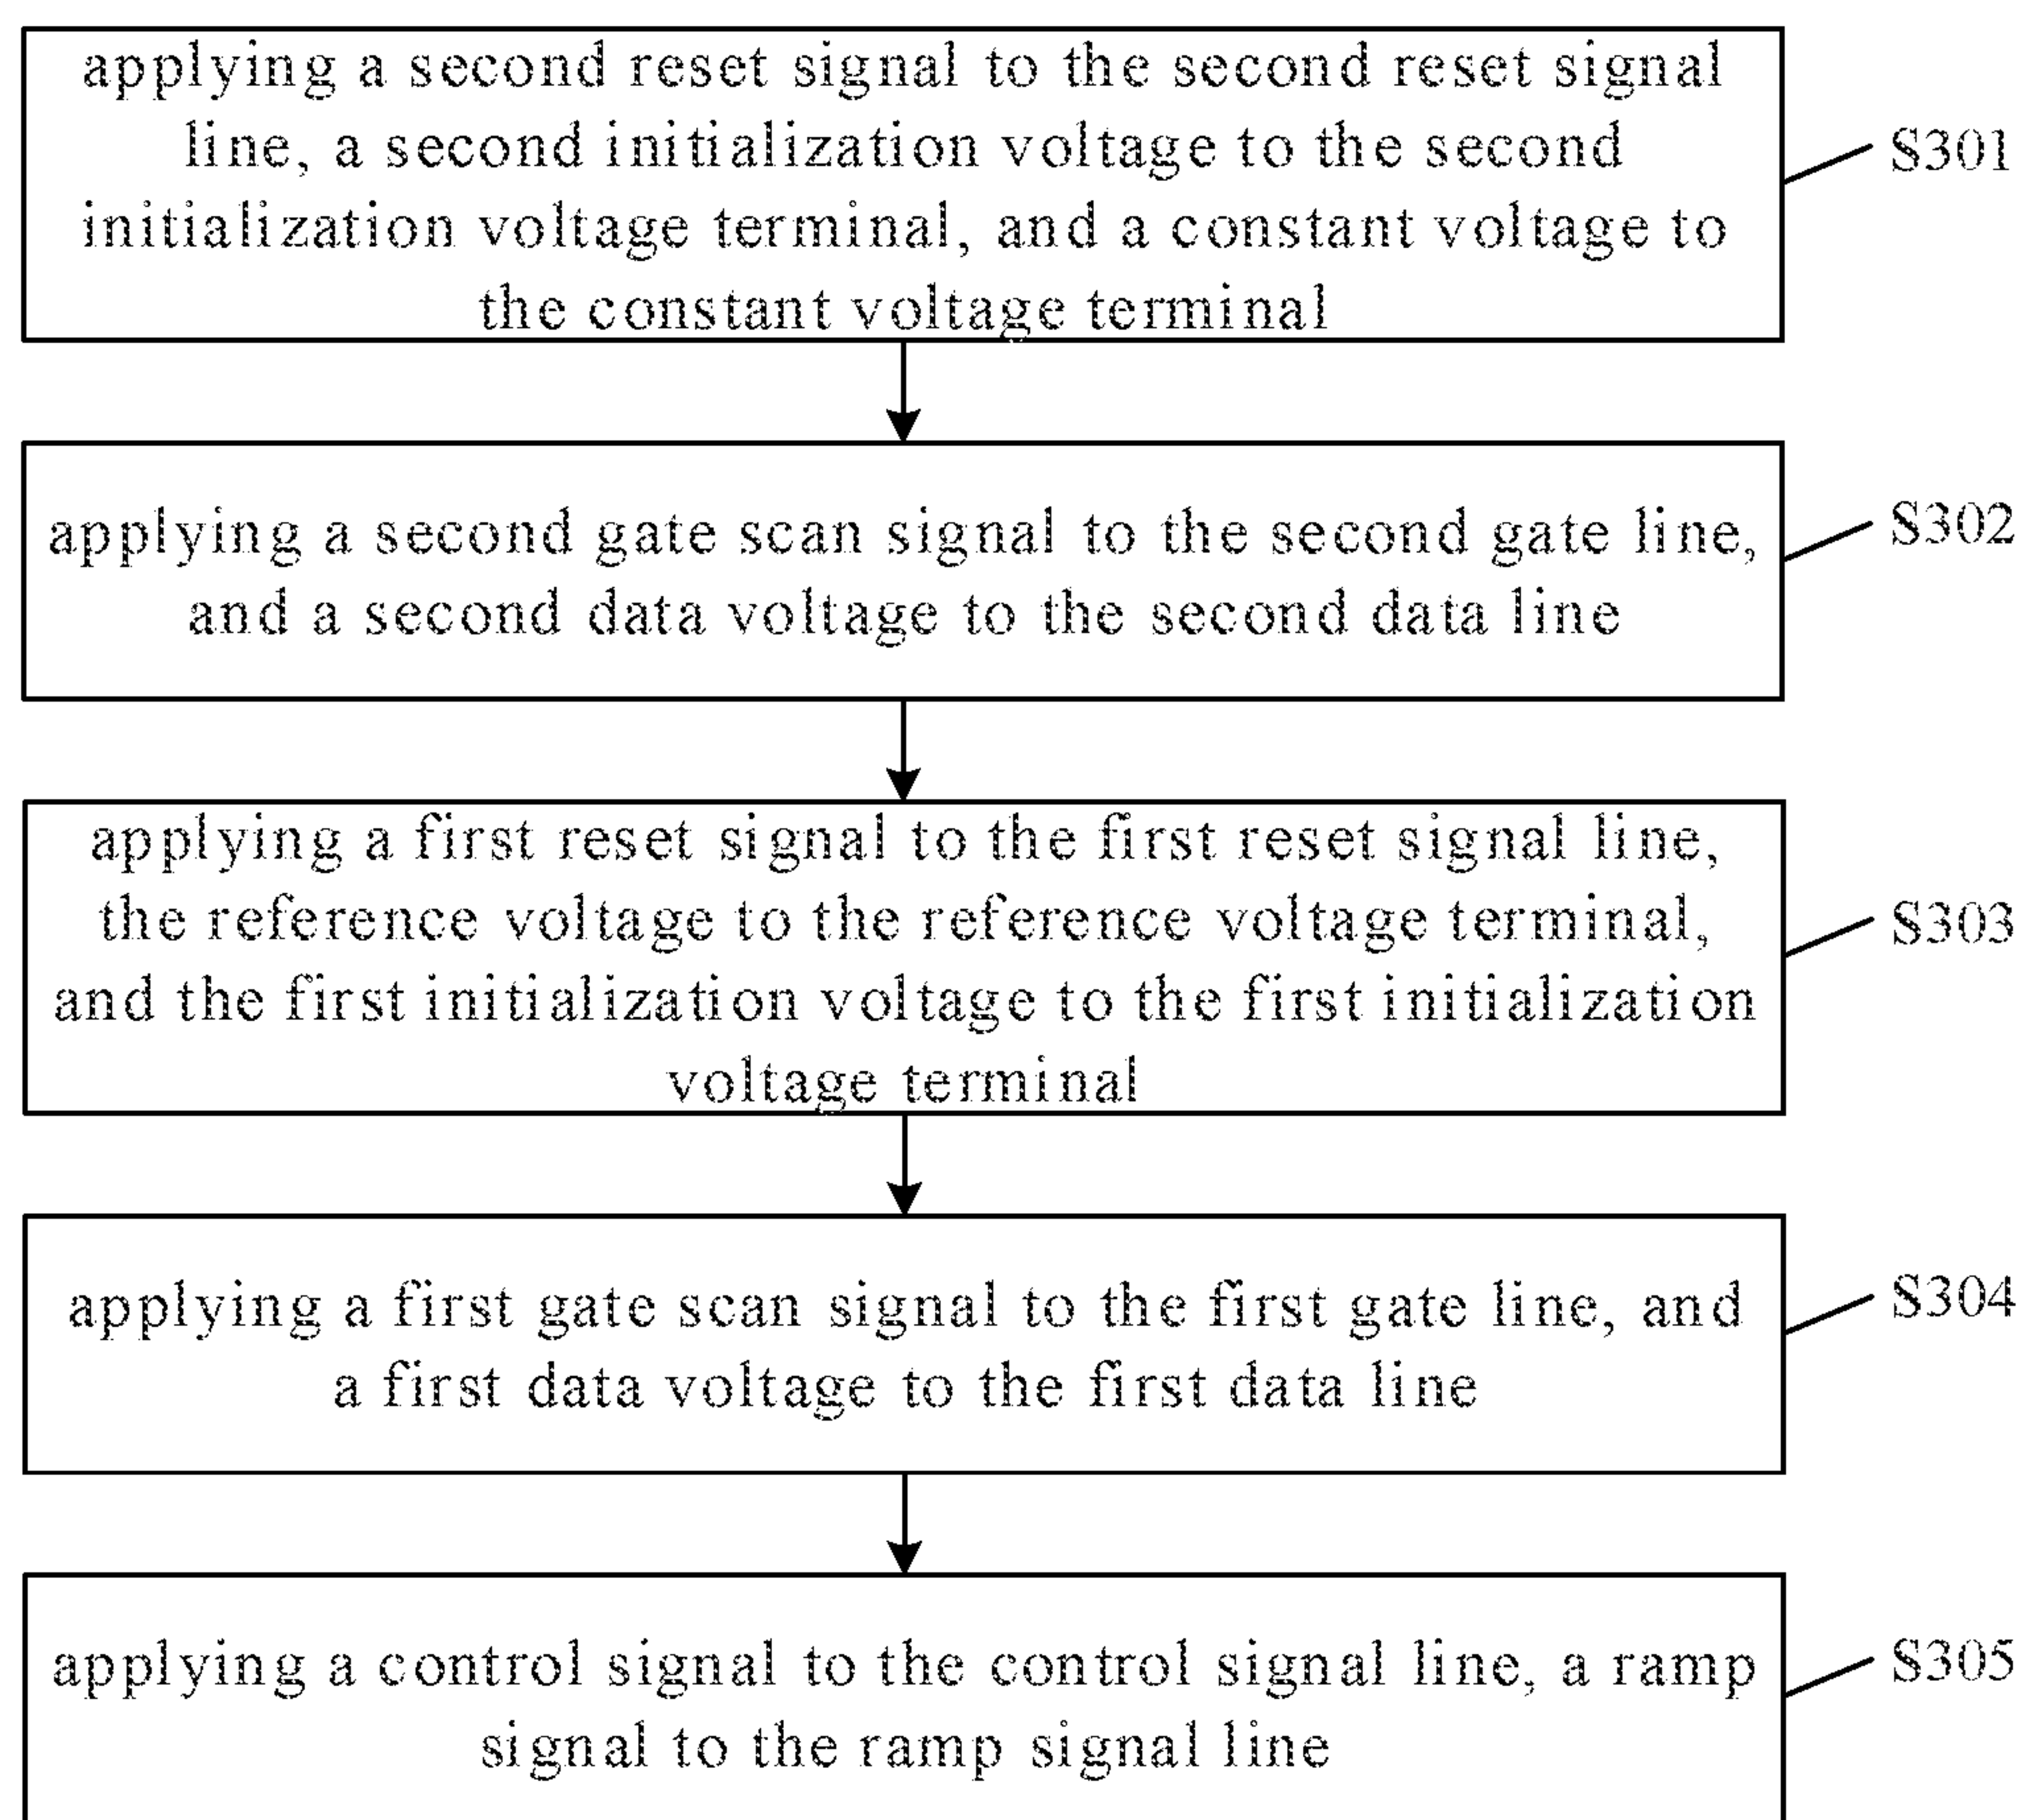 applying a second reset signal to the second reset signal
line, a second initialization voltage to the second
initialization voltage terminal, and a constant voltage to
the constant voltage terminal
S301
applying a second gate scan signal to the second gate line,
and a second data voltage to the second data line
S302
applying a first reset signal to the first reset signal line,
the reference voltage to the reference voltage terminal,
and the first initialization voltage to the first initialization
voltage terminal
S303
applying a first gate scan signal to the first gate line, and
a first data voltage to the first data line
S304
applying a control signal to the control signal line, a ramp
signal to the ramp signal line
S305